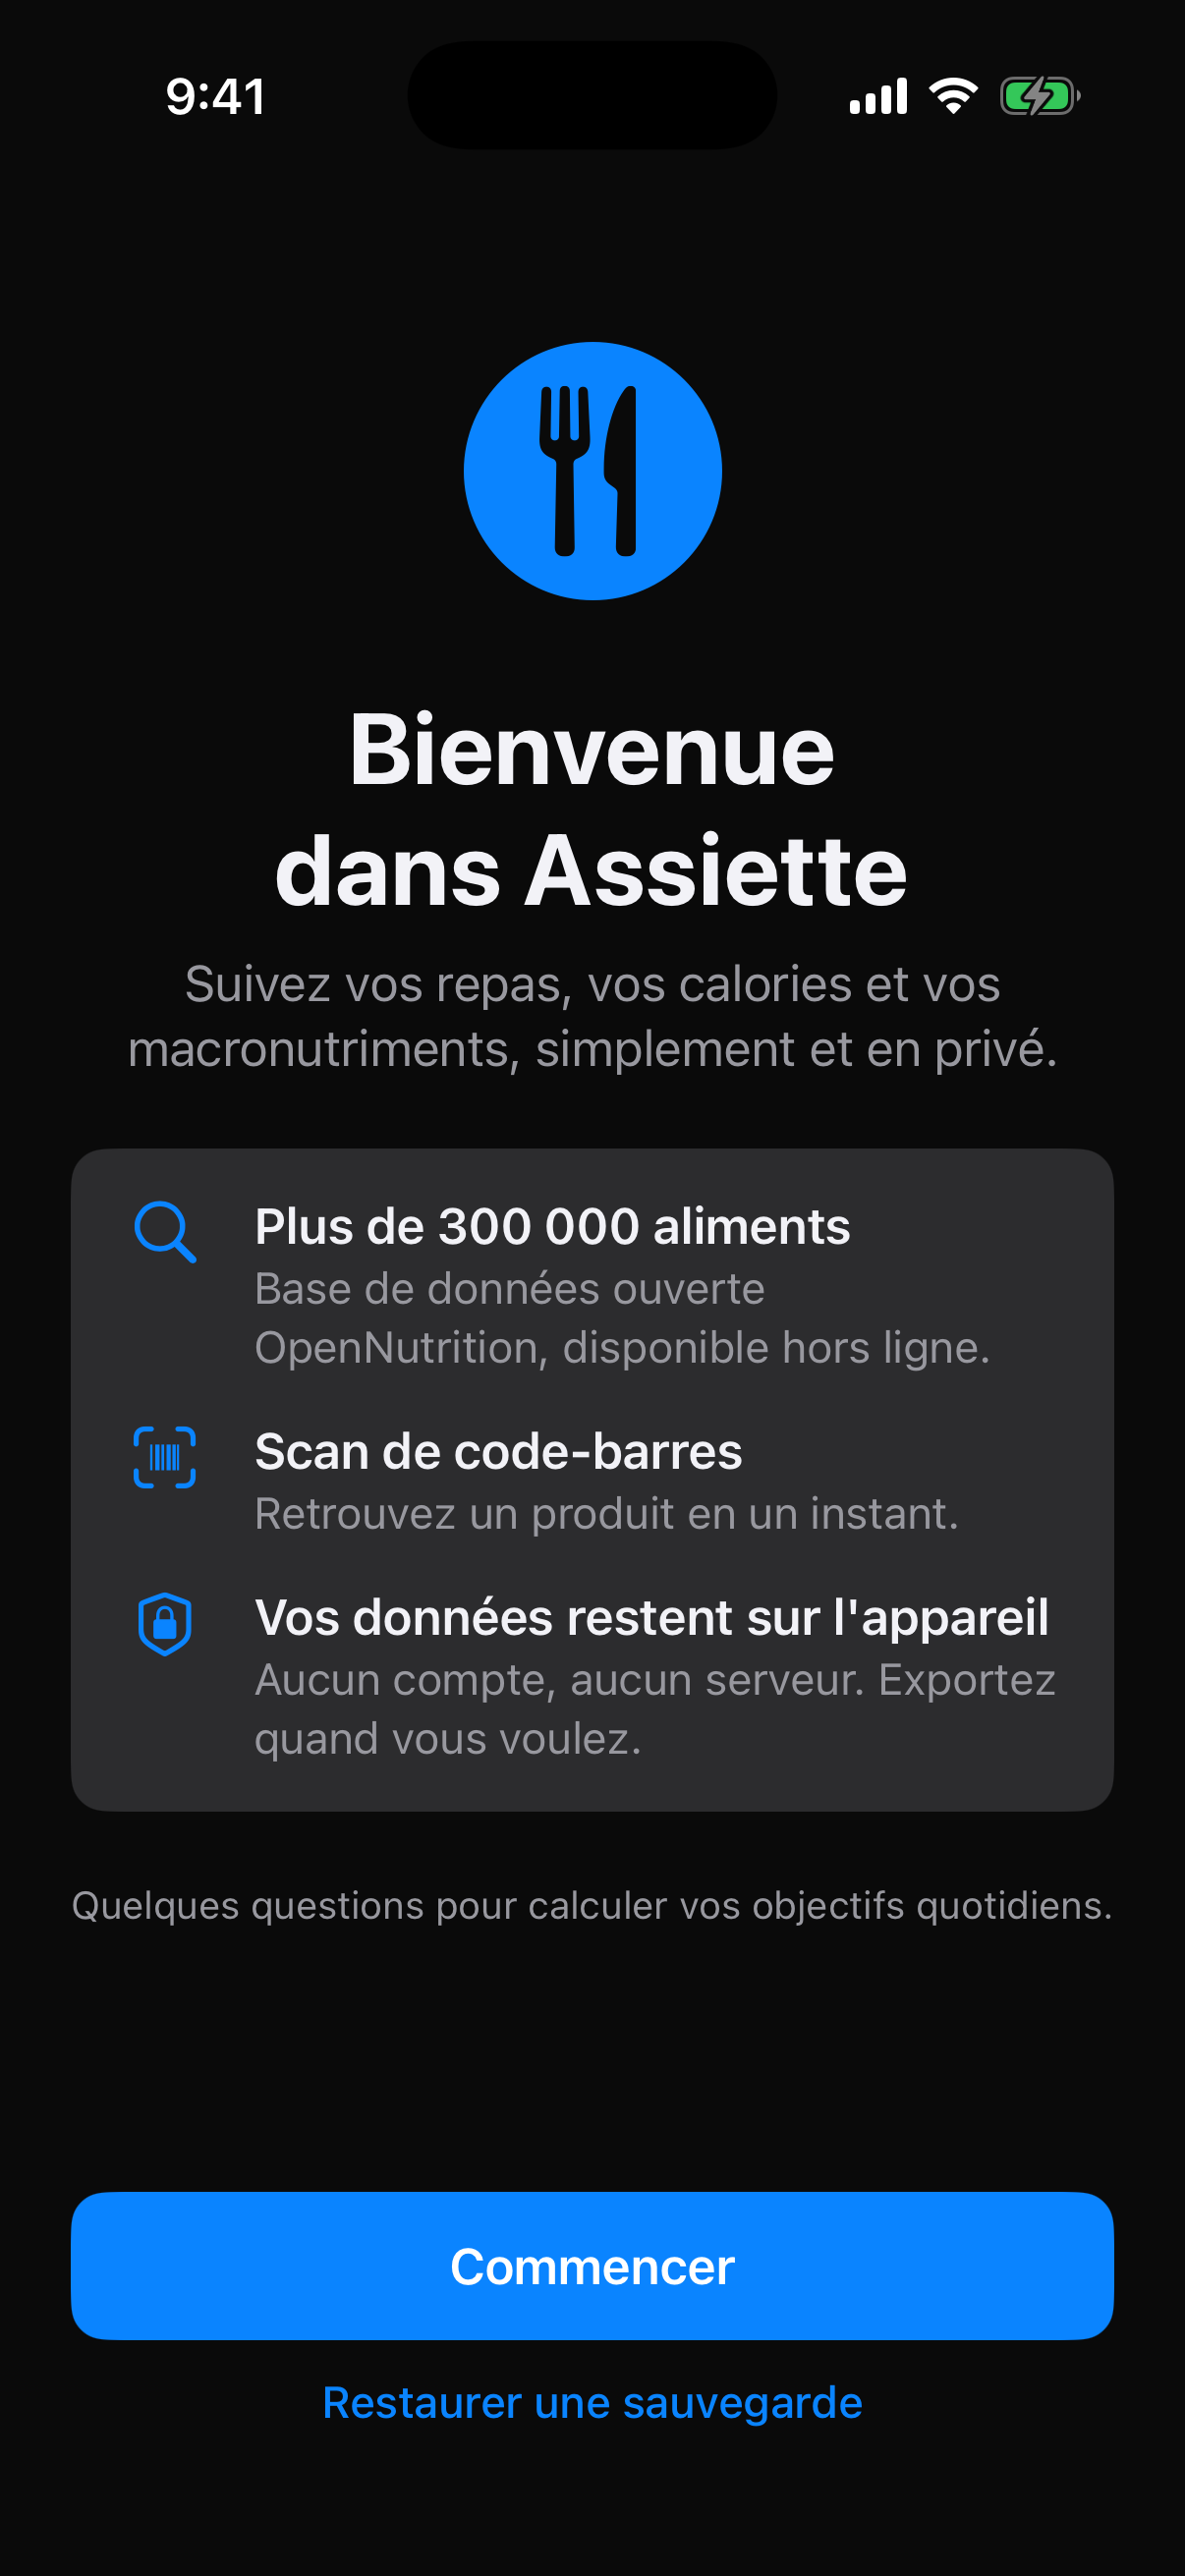 9:41
Bienvenue
dans Assiette
Suivez vos repas, vos calories et vos
macronutriments, simplement et en privé.
Plus de 300 000 aliments
Base de données ouverte
OpenNutrition, disponible hors ligne.
Scan de code-barres
Retrouvez un produit en un instant.
Vos données restent sur l'appareil
Aucun compte, aucun serveur. Exportez
quand vous voulez.
Quelques questions pour calculer vos objectifs quotidiens.
Commencer
Restaurer une sauvegarde